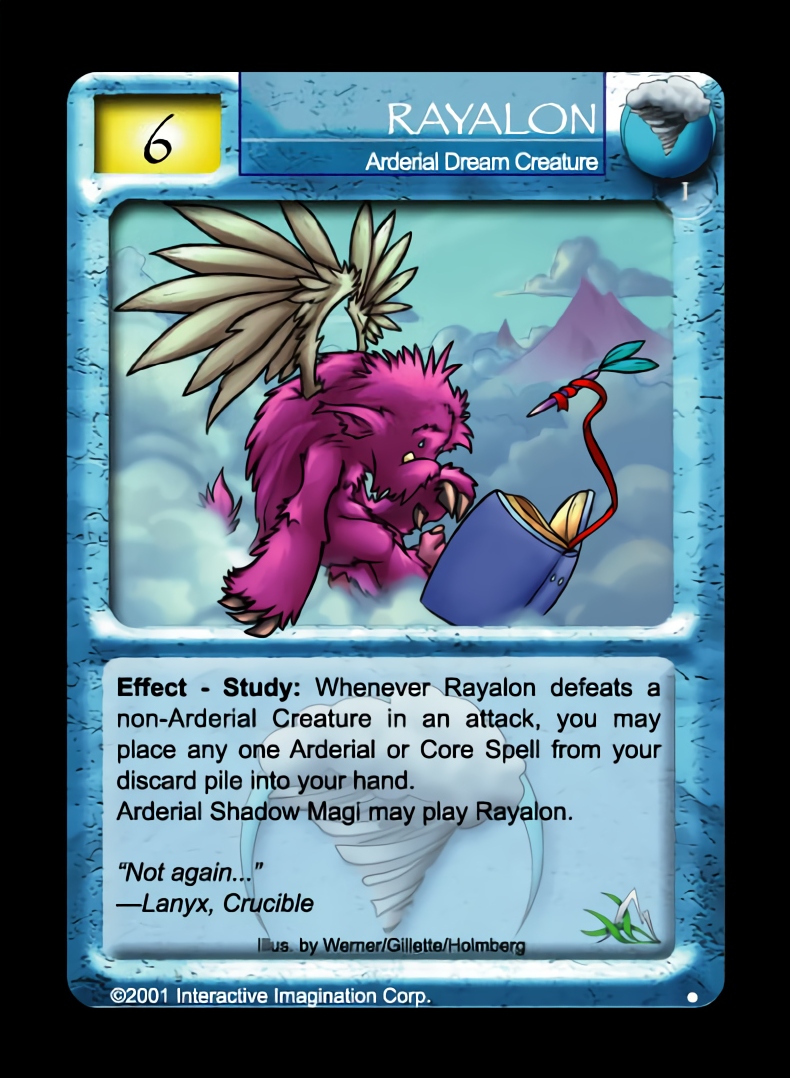 6
RAYALON
Arderial Dream Creature
I
Effect - Study: Whenever Rayalon defeats a
non-Arderial Creature in an attack, you may
place any one Arderial or Core Spell from your
discard pile into your hand.
Arderial Shadow Magi may play Rayalon.
“Not again...”
—Lanyx, Crucible
Illus. by Werner/Gillette/Holmberg
©2001 Interactive Imagination Corp.